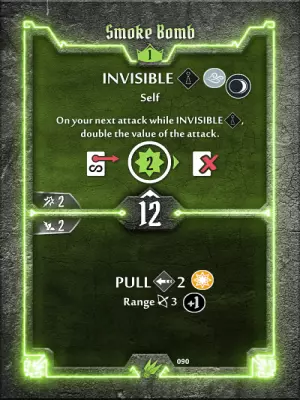 Smoke Bomb
1
INVISIBLE
Self
On your next attack while INVISIBLE ,
double the value of the attack.
S 2
2
12
2
PULL 2
Range 3 +1
090